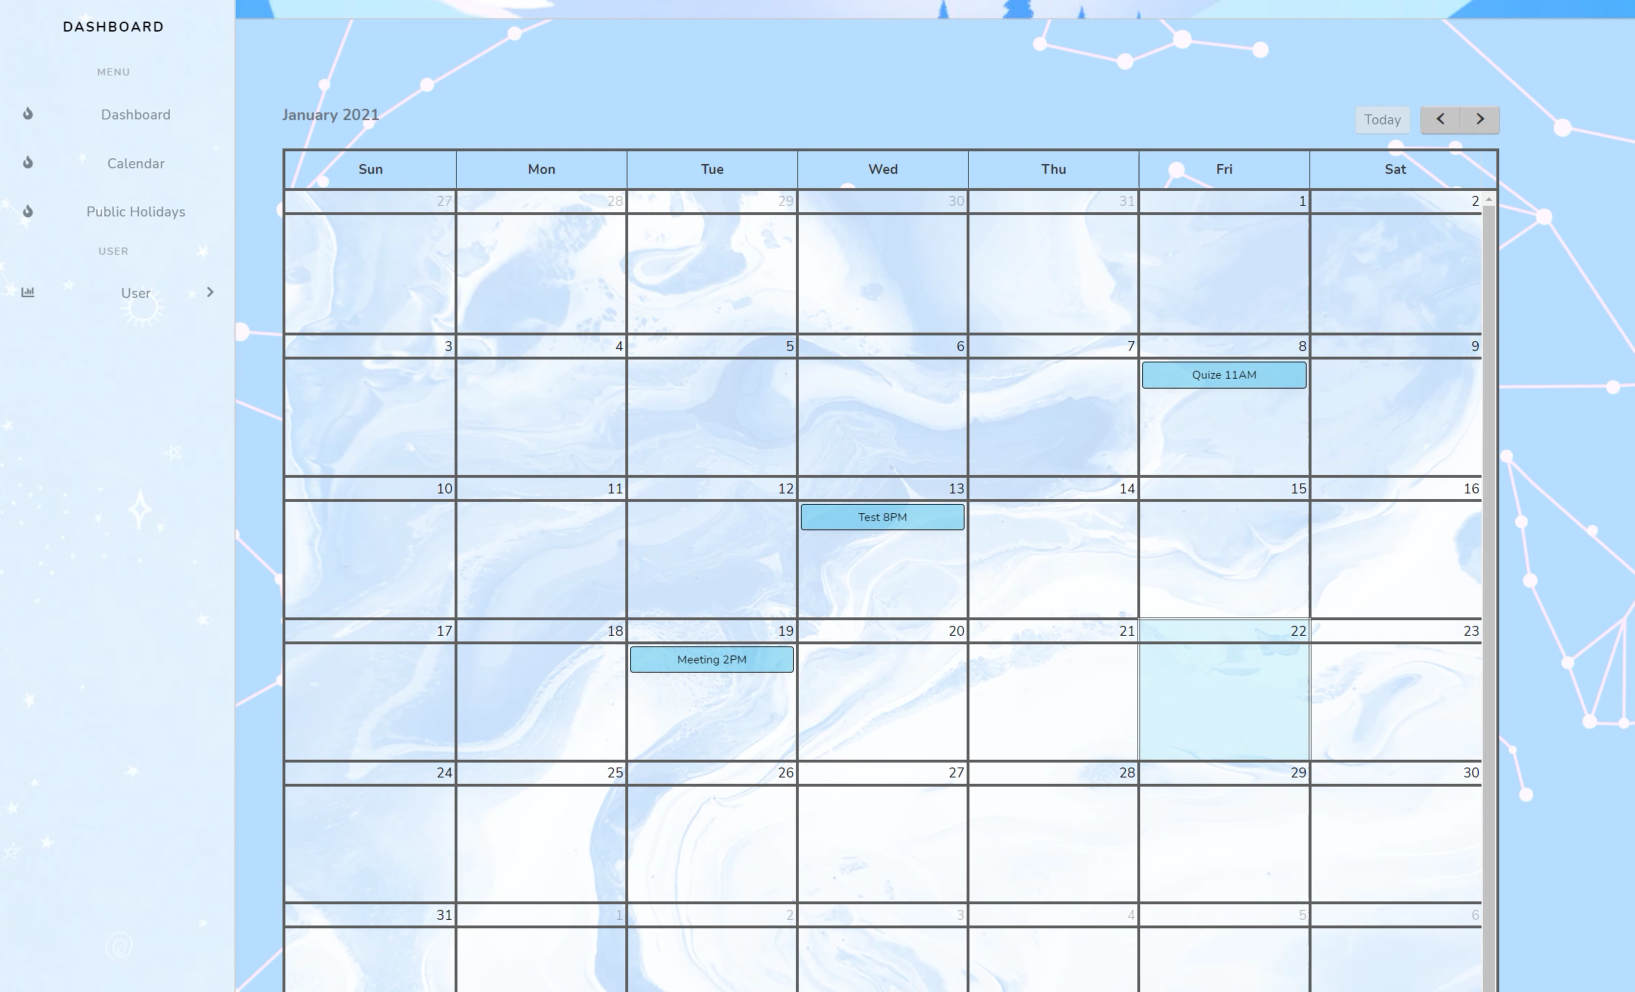 DASHBOARD
MENU
Dashboard
Calendar
Public Holidays
USER
User
January 2021
Today
Sun Mon Tue Wed Thu Fri Sat
27 28 29 30 31 1 2
3 4 5 6 7 8 9
Quize 11AM
10 11 12 13 14 15 16
Test 8PM
17 18 19 20 21 22 23
Meeting 2PM
24 25 26 27 28 29 30
31 1 2 3 4 5 6